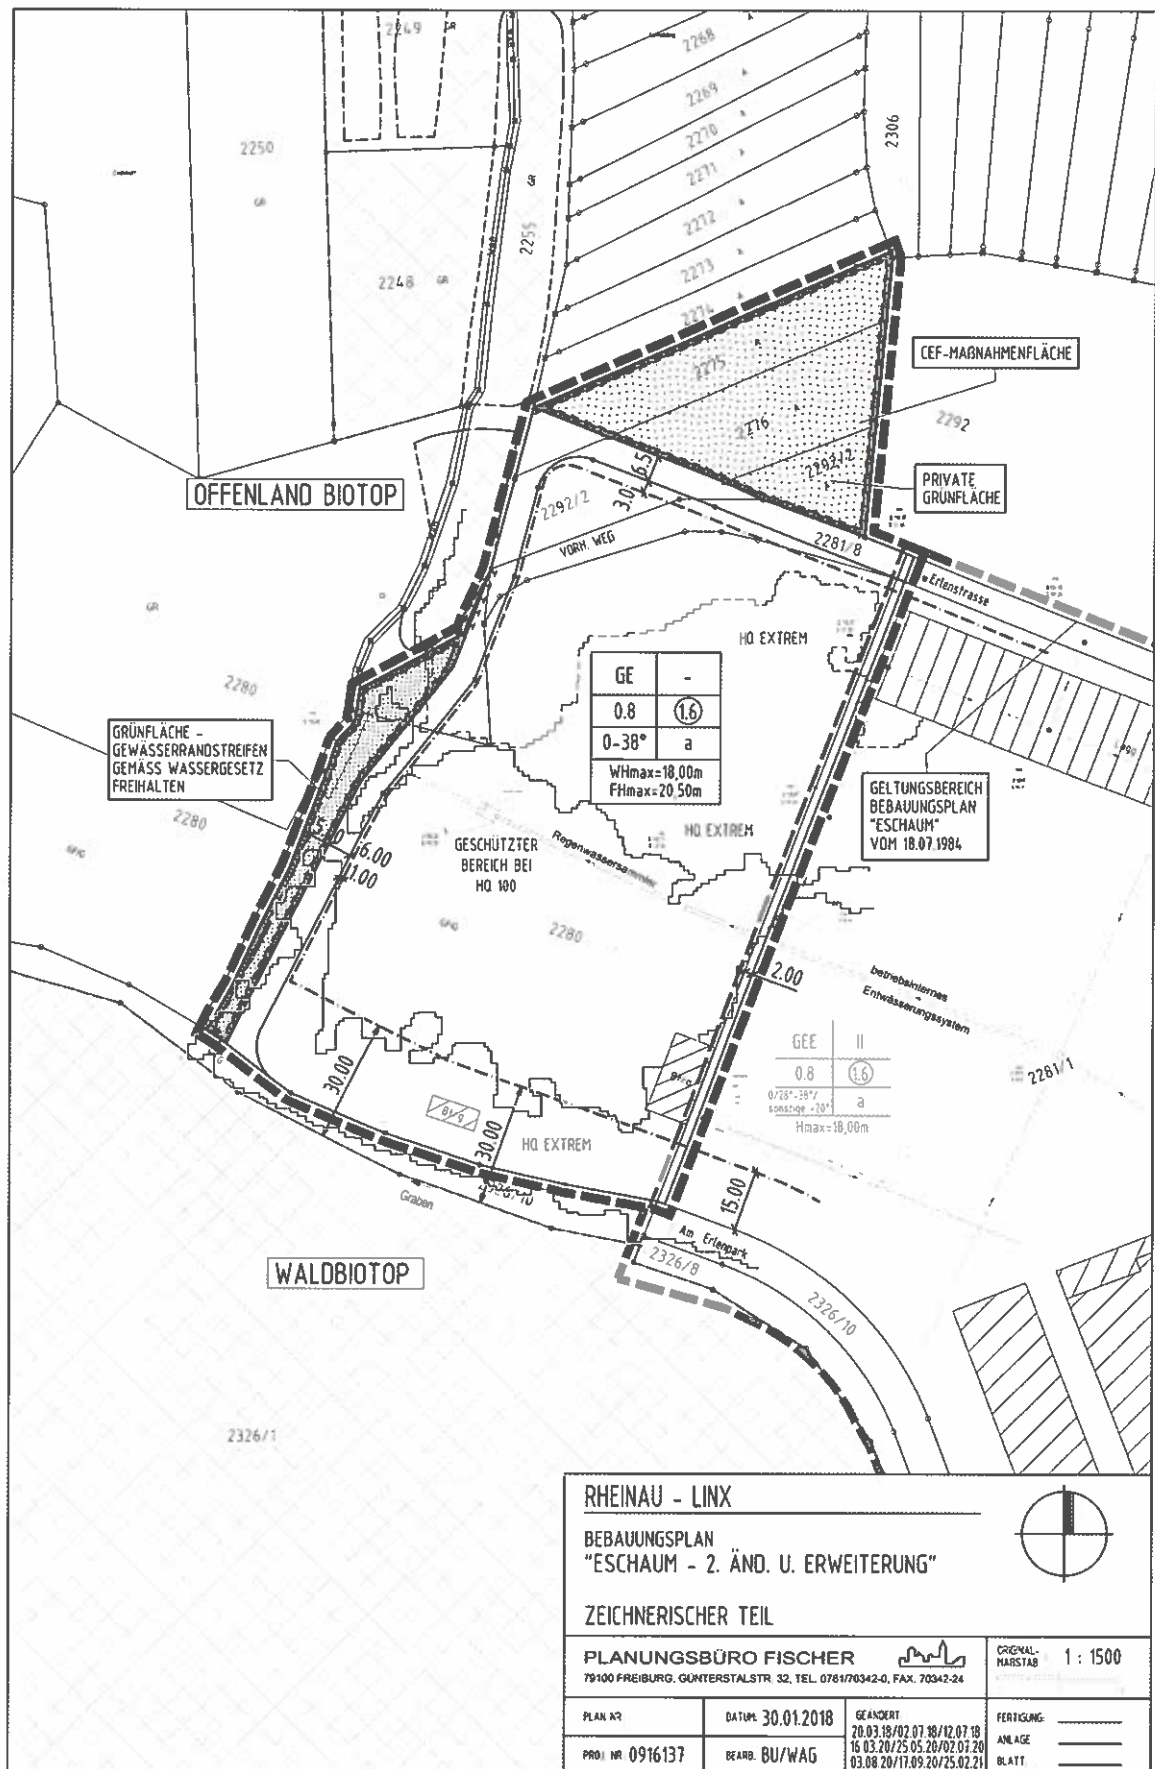 2249
GR
2268
2269
2270
2271
2272
2273
2274
2306
2250
GR
2255
GR
2248
GR
CEF-MAßNAHMENFLÄCHE
2275
2276
2292
2292/2
PRIVATE
GRÜNFLÄCHE
OFFENLAND BIOTOP
6.5
3.0
2292/2
VORH. WEG
2281/8
Erlenstrasse
GR
HQ EXTREM
GE -
0.8 1.6
0-38° a
WHmax=18,00m
FHmax=20,50m
2280
GRÜNFLÄCHE -
GEWÄSSERRANDSTREIFEN
GEMÄSS WASSERGESETZ
FREIHALTEN
GELTUNGSBEREICH
BEBAUUNGSPLAN
"ESCHAUM"
VOM 18.07.1984
2280
HQ EXTREM
Regenwassersammler
GESCHÜTZTER
BEREICH BEI
HQ 100
6.00
1.00
2280
2.00
betriebsinternes
Entwässerungssystem
GEE II
0.8 1.6
a
Hmax=18,00m
2281/1
30.00
30.00
HQ EXTREM
15.00
Graben
Am Erlenpark
2326/8
2326/10
WALDBIOTOP
2326/1
RHEINAU - LINX
BEBAUUNGSPLAN
"ESCHAUM - 2. ÄND. U. ERWEITERUNG"
ZEICHNERISCHER TEIL
PLANUNGSBÜRO FISCHER
79100 FREIBURG, GÜNTERSTALSTR. 32, TEL. 0761/70342-0, FAX. 70342-24
ORIGINAL-
MAßSTAB 1 : 1500
PLAN NR
DATUM: 30.01.2018
GEÄNDERT
20.03.18/02.07.18/12.07.18
16.03.20/25.05.20/02.07.20
03.08.20/17.09.20/25.02.21
FERTIGUNG:
ANLAGE
BLATT
PROJ. NR 0916137
BEARB. BU/WAG